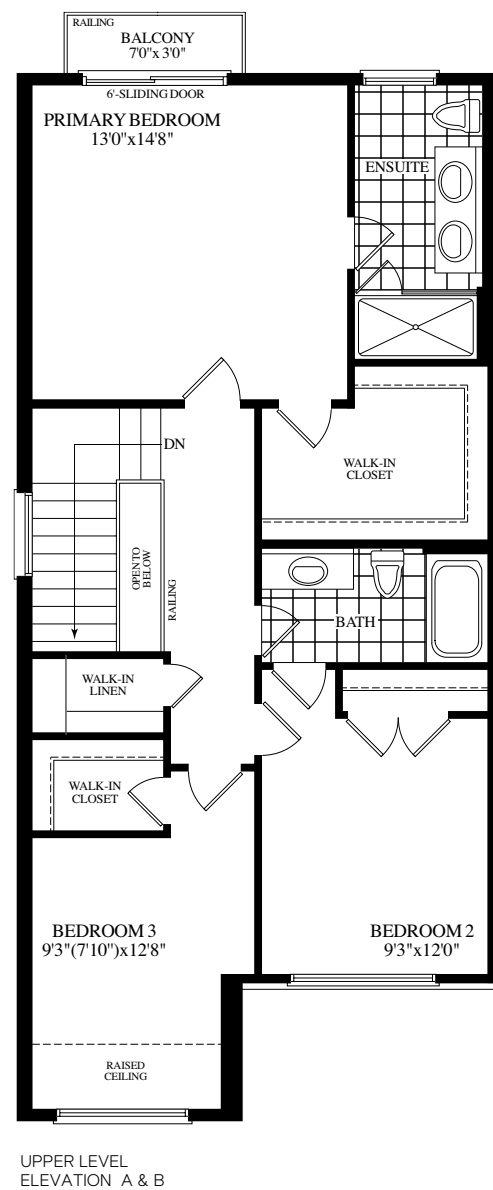 RAILING
BALCONY
7'0"x 3'0"
6'-SLIDING DOOR
PRIMARY BEDROOM
13'0"x14'8"
ENSUITE
DN
WALK-IN
CLOSET
OPEN TO
BELOW
RAILING
BATH
WALK-IN
LINEN
WALK-IN
CLOSET
BEDROOM 3
9'3"(7'10")x12'8"
BEDROOM 2
9'3"x12'0"
RAISED
CEILING
UPPER LEVEL
ELEVATION A & B